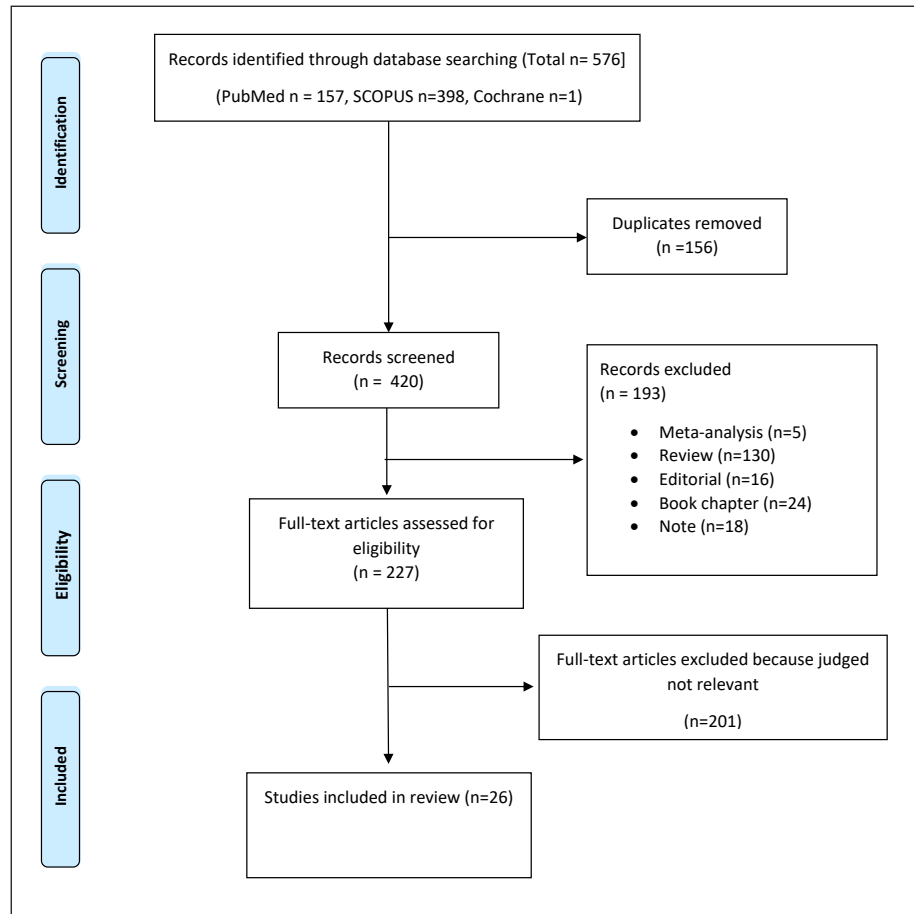 Identification
Records identified through database searching (Total n= 576]
(PubMed n = 157, SCOPUS n=398, Cochrane n=1)
Duplicates removed
(n =156)
Screening
Records screened
(n = 420)
Records excluded
(n = 193)
• Meta-analysis (n=5)
• Review (n=130)
• Editorial (n=16)
• Book chapter (n=24)
• Note (n=18)
Eligibility
Full-text articles assessed for
eligibility
(n = 227)
Full-text articles excluded because judged
not relevant
(n=201)
Included
Studies included in review (n=26)